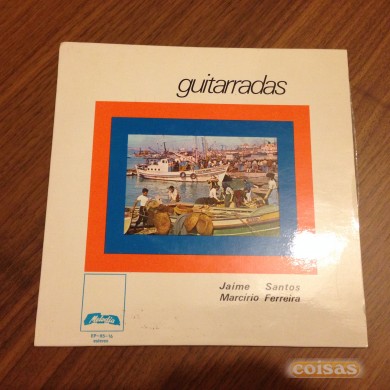 guitarradas
Jaime Santos
Marcírio Ferreira
coisas